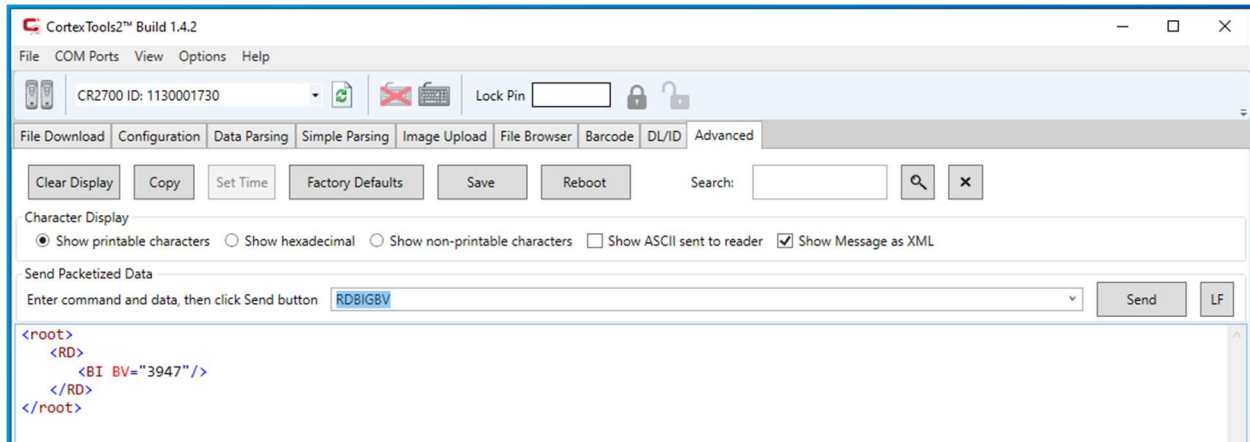 CortexTools2™ Build 1.4.2
File COM Ports View Options Help
CR2700 ID: 1130001730 Lock Pin
File Download Configuration Data Parsing Simple Parsing Image Upload File Browser Barcode DL/ID Advanced
Clear Display Copy Set Time Factory Defaults Save Reboot Search:
Character Display
Show printable characters Show hexadecimal Show non-printable characters Show ASCII sent to reader Show Message as XML
Send Packetized Data
Enter command and data, then click Send button RDBIGBV Send LF
<root>
<RD>
<BI BV="3947"/>
</RD>
</root>